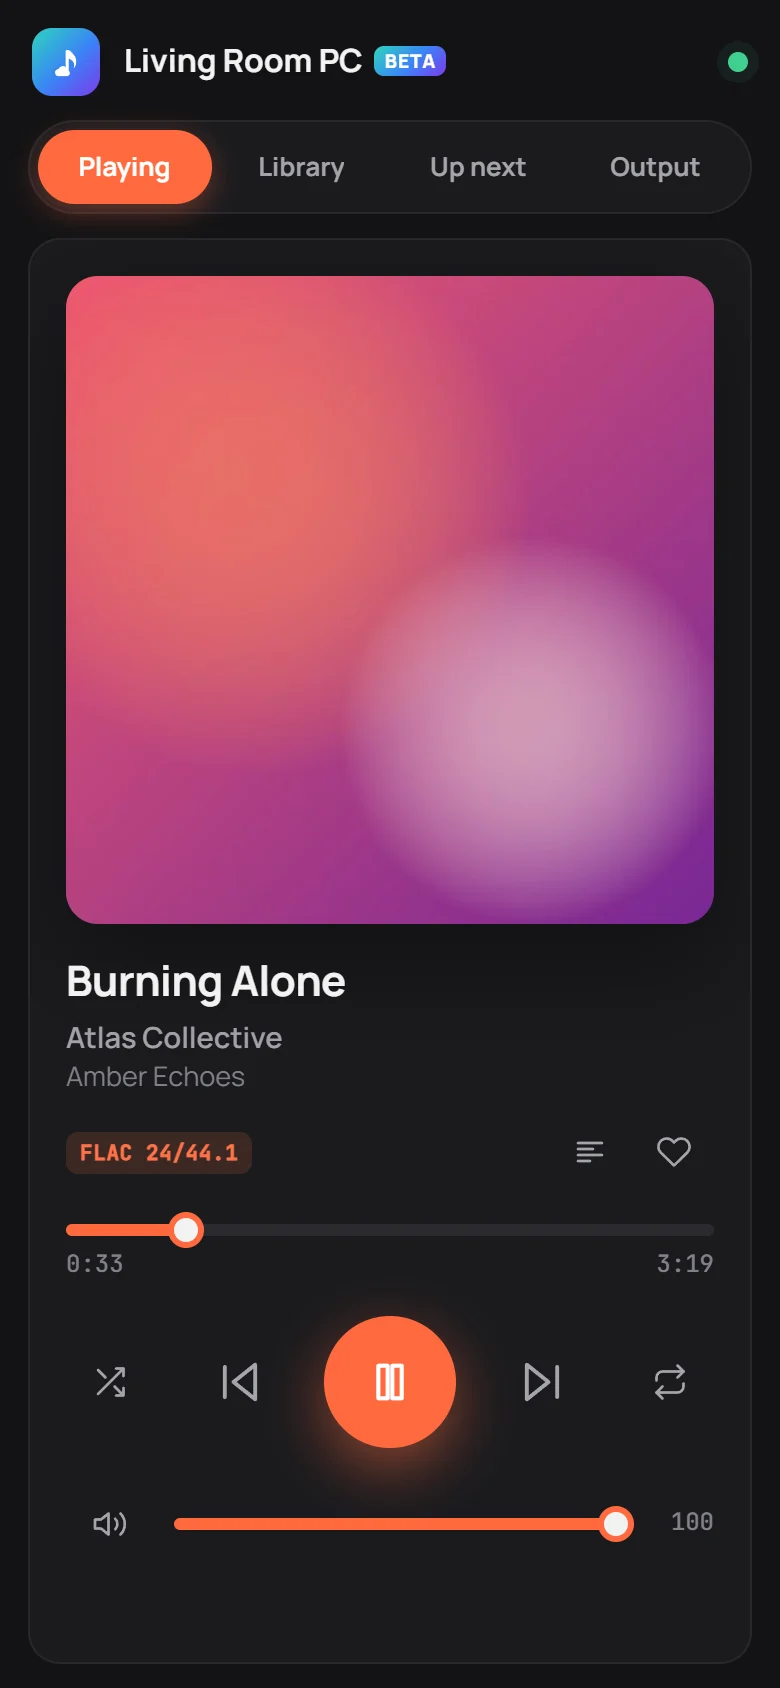 Living Room PC BETA
Playing Library Up next Output
Burning Alone
Atlas Collective
Amber Echoes
FLAC 24/44.1
0:33 3:19
100